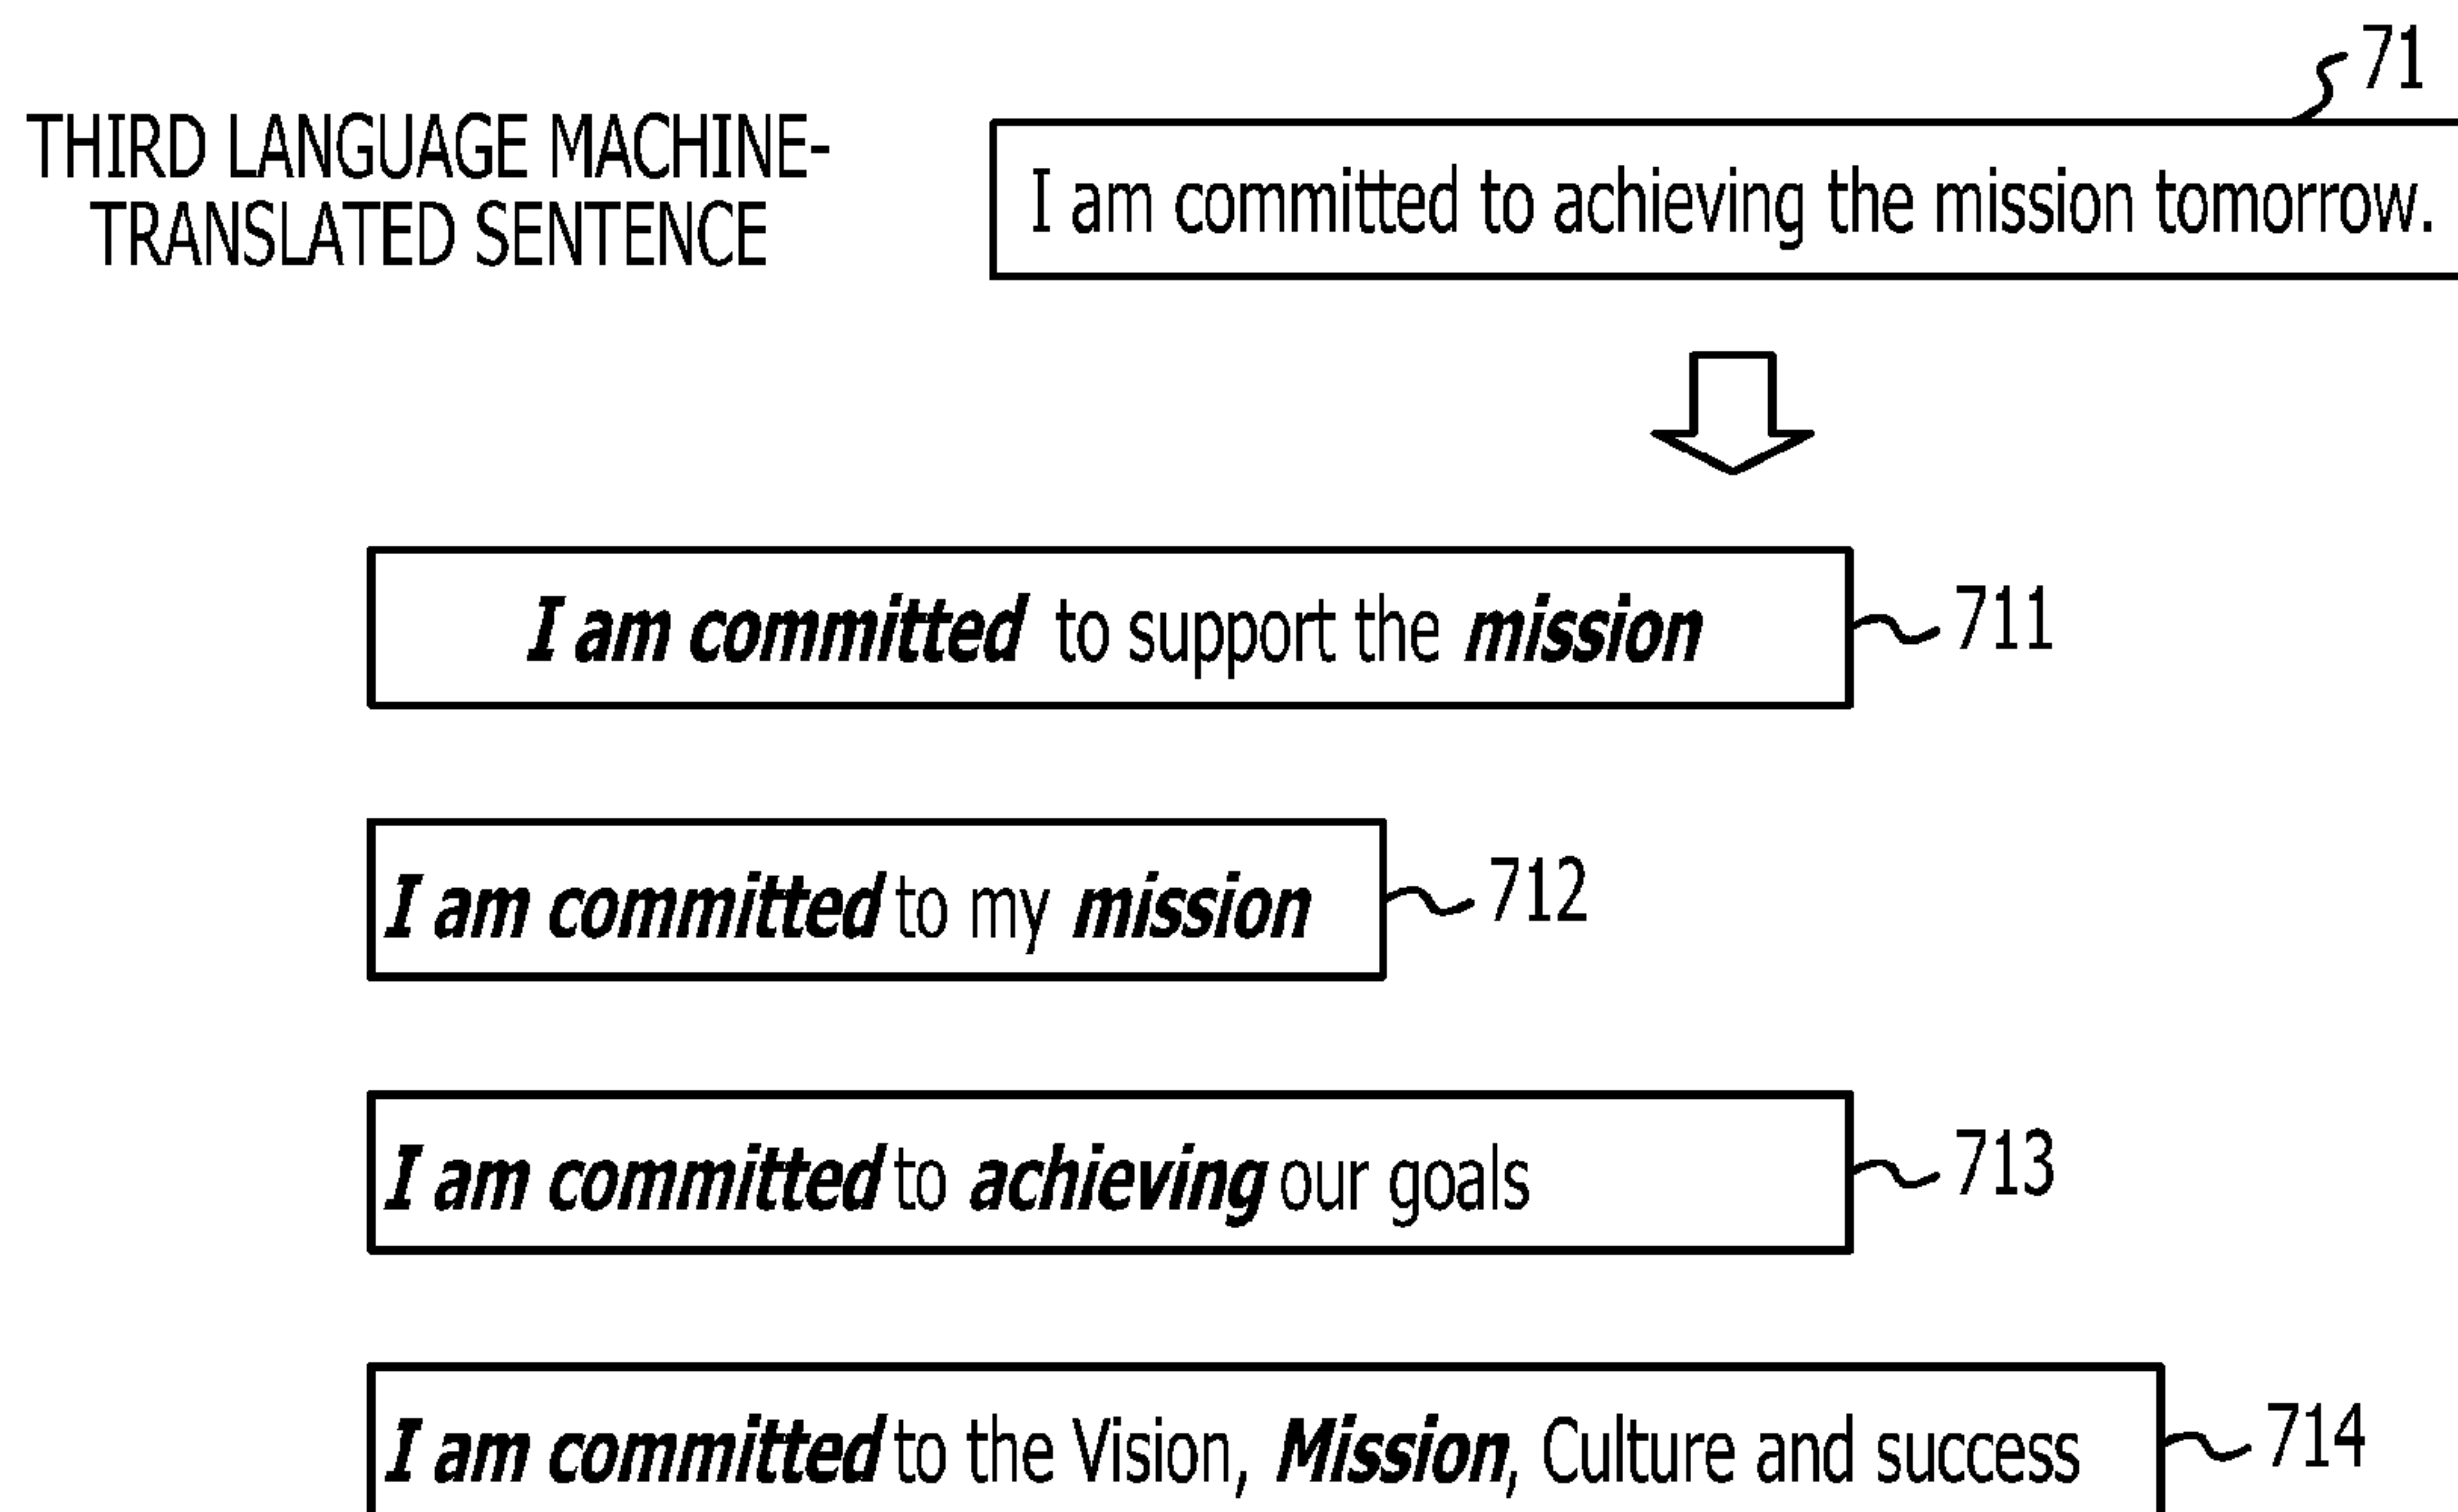 71
THIRD LANGUAGE MACHINE-
TRANSLATED SENTENCE
I am committed to achieving the mission tomorrow.
I am committed to support the mission
711
I am committed to my mission
712
I am committed to achieving our goals
713
I am committed to the Vision, Mission, Culture and success
714